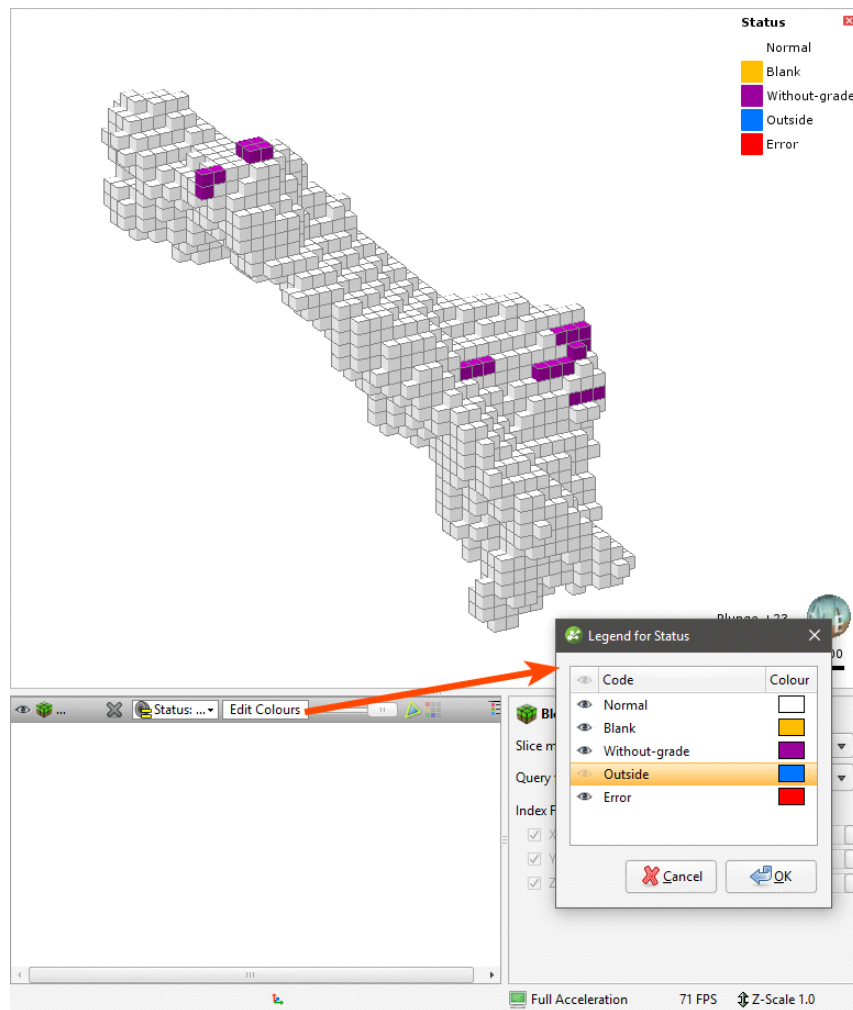 Status
Normal
Blank
Without-grade
Outside
Error
Legend for Status
Code Colour
Normal
Blank
Without-grade
Outside
Error
Cancel OK
... Status: ... Edit Colours
Slice
Query
Index
X
Y
Z
Full Acceleration 71 FPS Z-Scale 1.0